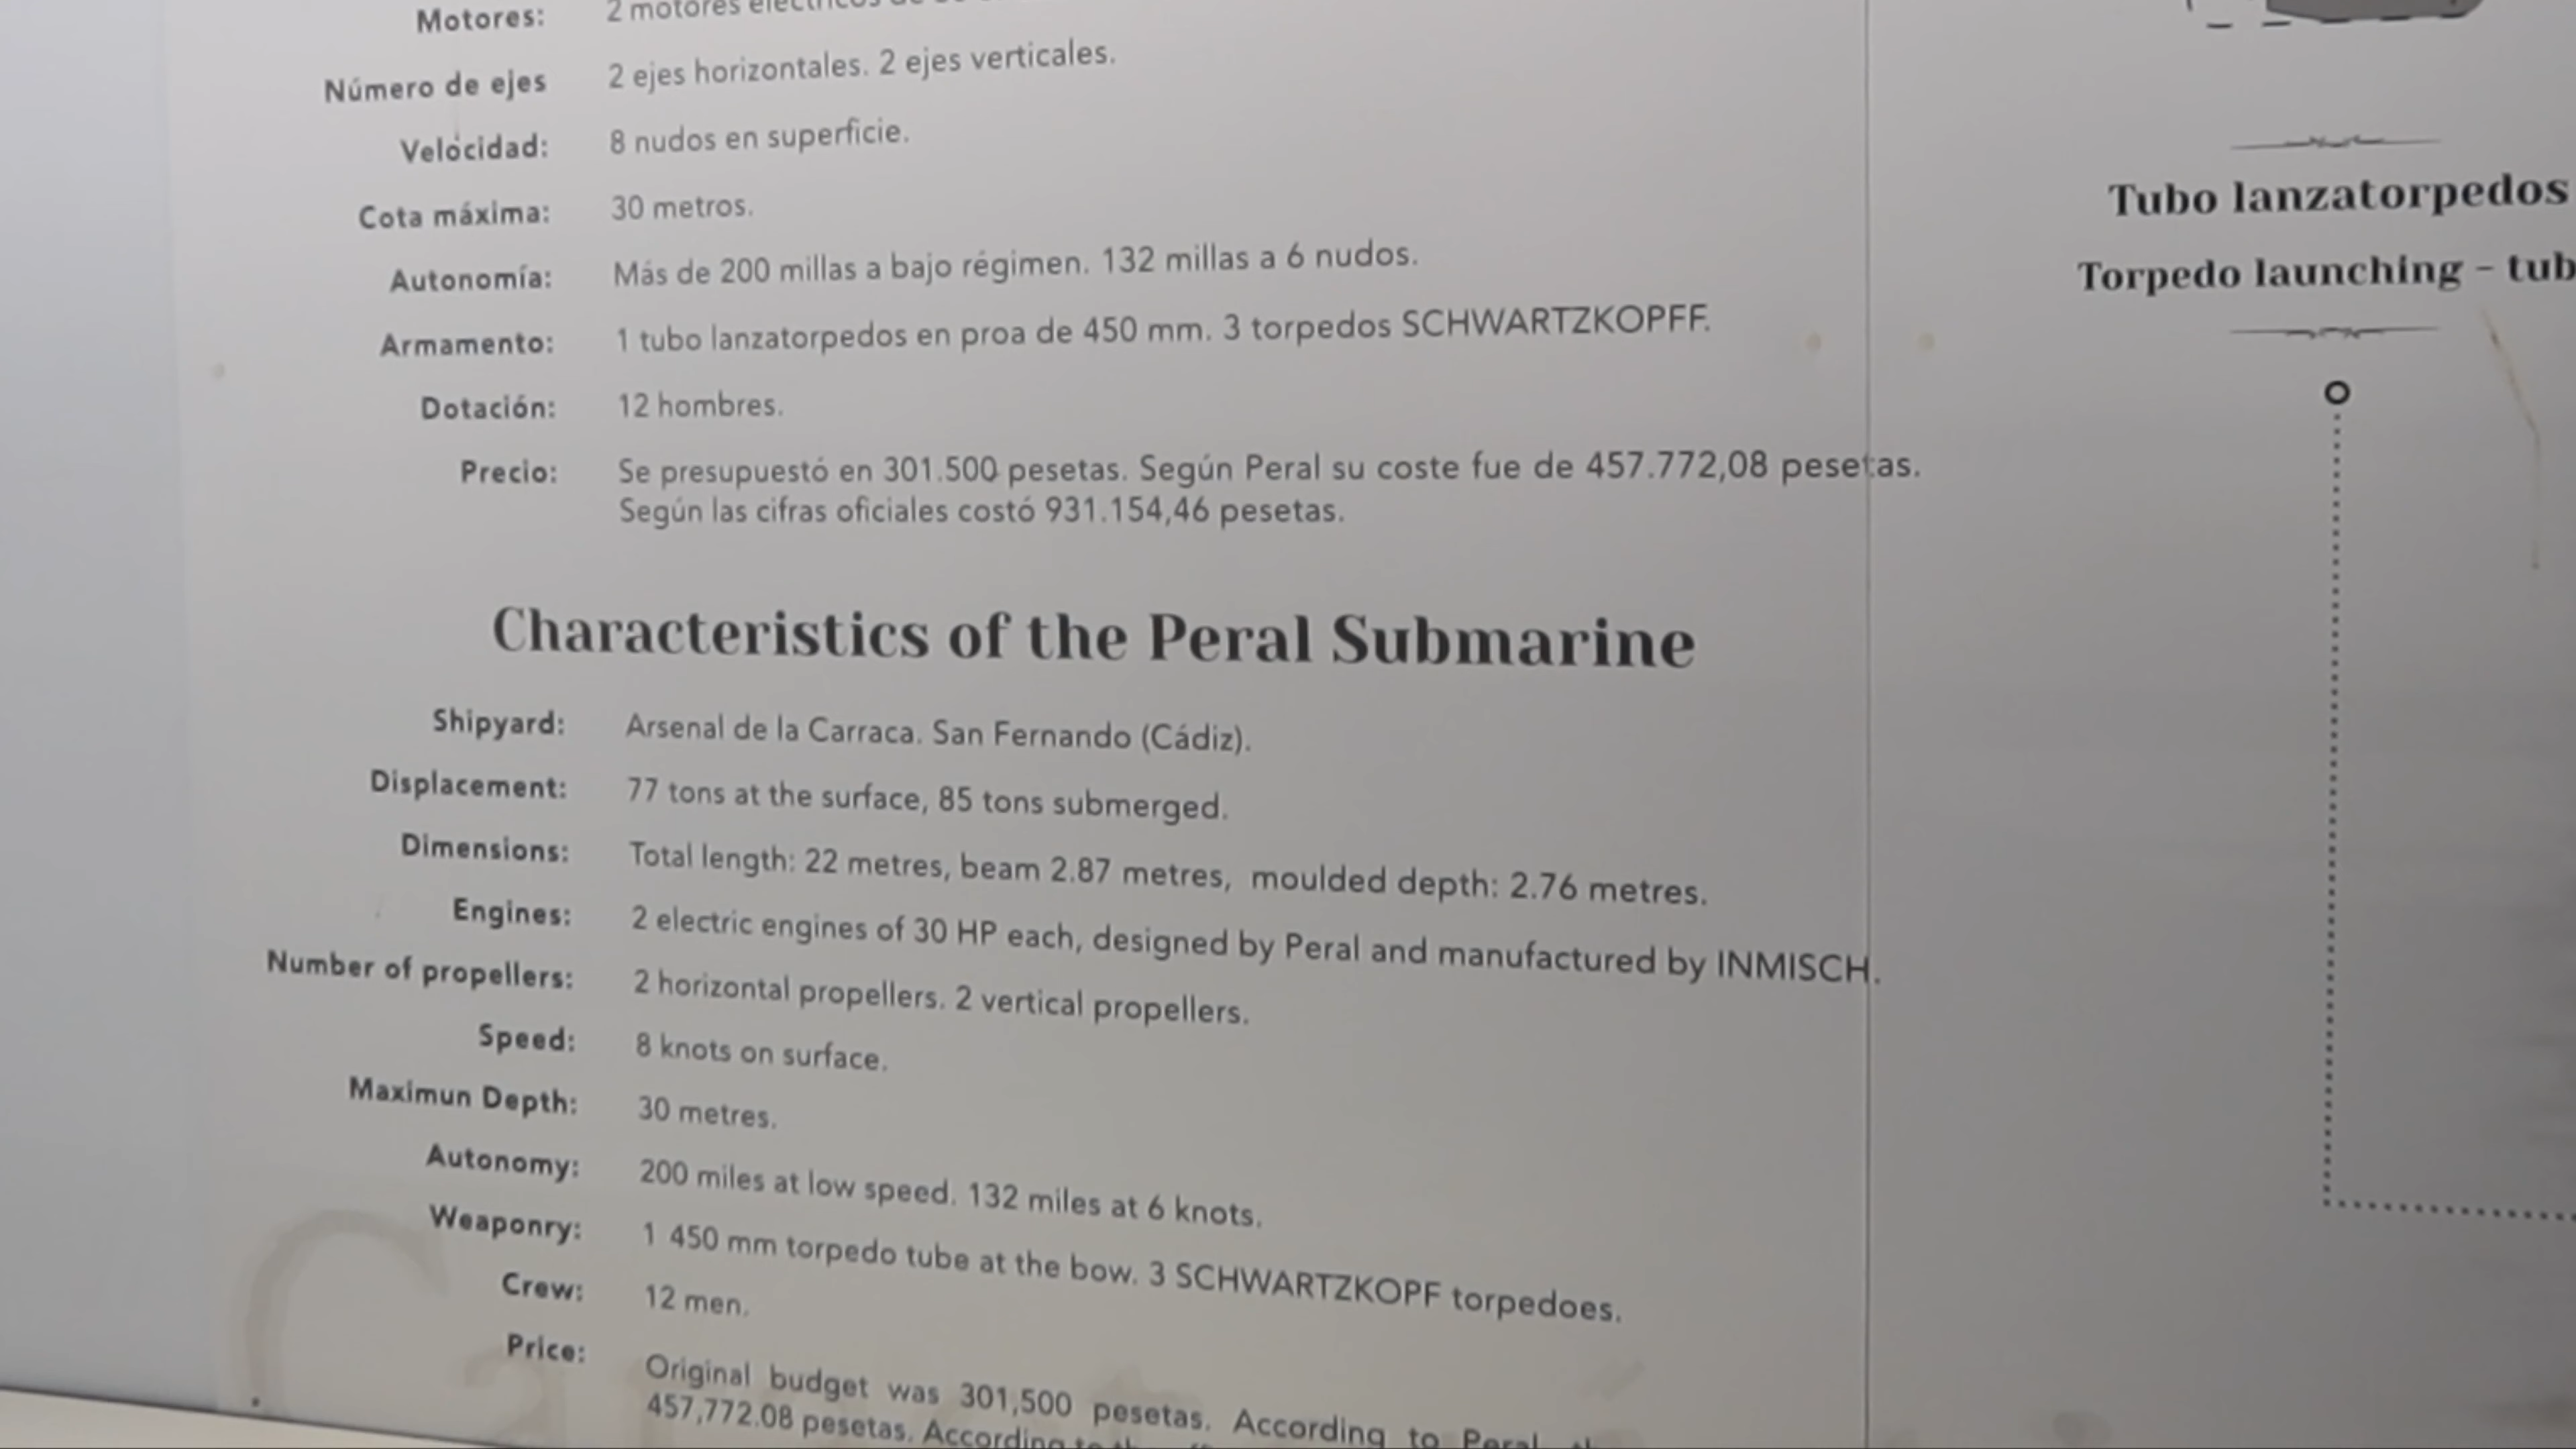 Motores: 2 motores eléctricos de
Número de ejes 2 ejes horizontales. 2 ejes verticales.
Velocidad: 8 nudos en superficie.
Cota máxima: 30 metros.
Autonomía: Más de 200 millas a bajo régimen. 132 millas a 6 nudos.
Armamento: 1 tubo lanzatorpedos en proa de 450 mm. 3 torpedos SCHWARTZKOPFF.
Dotación: 12 hombres.
Precio: Se presupuestó en 301.500 pesetas. Según Peral su coste fue de 457.772,08 pesetas.
Según las cifras oficiales costó 931.154,46 pesetas.
Characteristics of the Peral Submarine
Shipyard: Arsenal de la Carraca. San Fernando (Cádiz).
Displacement: 77 tons at the surface, 85 tons submerged.
Dimensions: Total length: 22 metres, beam 2.87 metres, moulded depth: 2.76 metres.
Engines: 2 electric engines of 30 HP each, designed by Peral and manufactured by INMISCH.
Number of propellers: 2 horizontal propellers. 2 vertical propellers.
Speed: 8 knots on surface.
Maximun Depth: 30 metres.
Autonomy: 200 miles at low speed. 132 miles at 6 knots.
Weaponry: 1 450 mm torpedo tube at the bow. 3 SCHWARTZKOPF torpedoes.
Crew: 12 men.
Price: Original budget was 301,500 pesetas. According to Peral
457,772.08 pesetas. According to
Tubo lanzatorpedos
Torpedo launching - tub